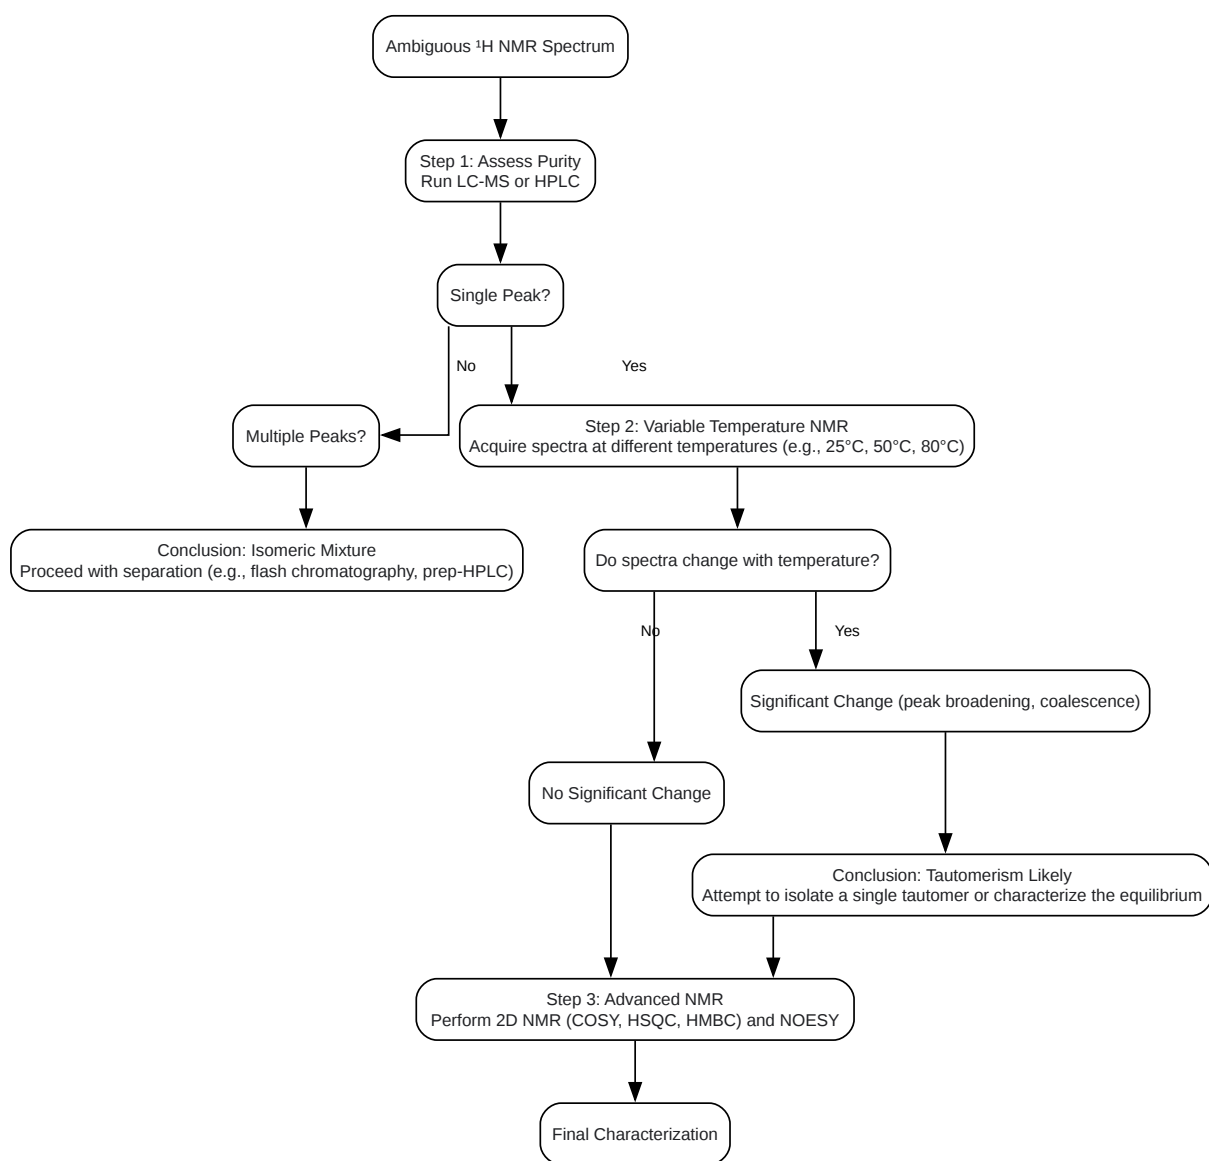 Ambiguous ¹H NMR Spectrum
Step 1: Assess Purity
Run LC-MS or HPLC
Single Peak?
No
Yes
Multiple Peaks?
Step 2: Variable Temperature NMR
Acquire spectra at different temperatures (e.g., 25°C, 50°C, 80°C)
Conclusion: Isomeric Mixture
Proceed with separation (e.g., flash chromatography, prep-HPLC)
Do spectra change with temperature?
No
Yes
Significant Change (peak broadening, coalescence)
No Significant Change
Conclusion: Tautomerism Likely
Attempt to isolate a single tautomer or characterize the equilibrium
Step 3: Advanced NMR
Perform 2D NMR (COSY, HSQC, HMBC) and NOESY
Final Characterization